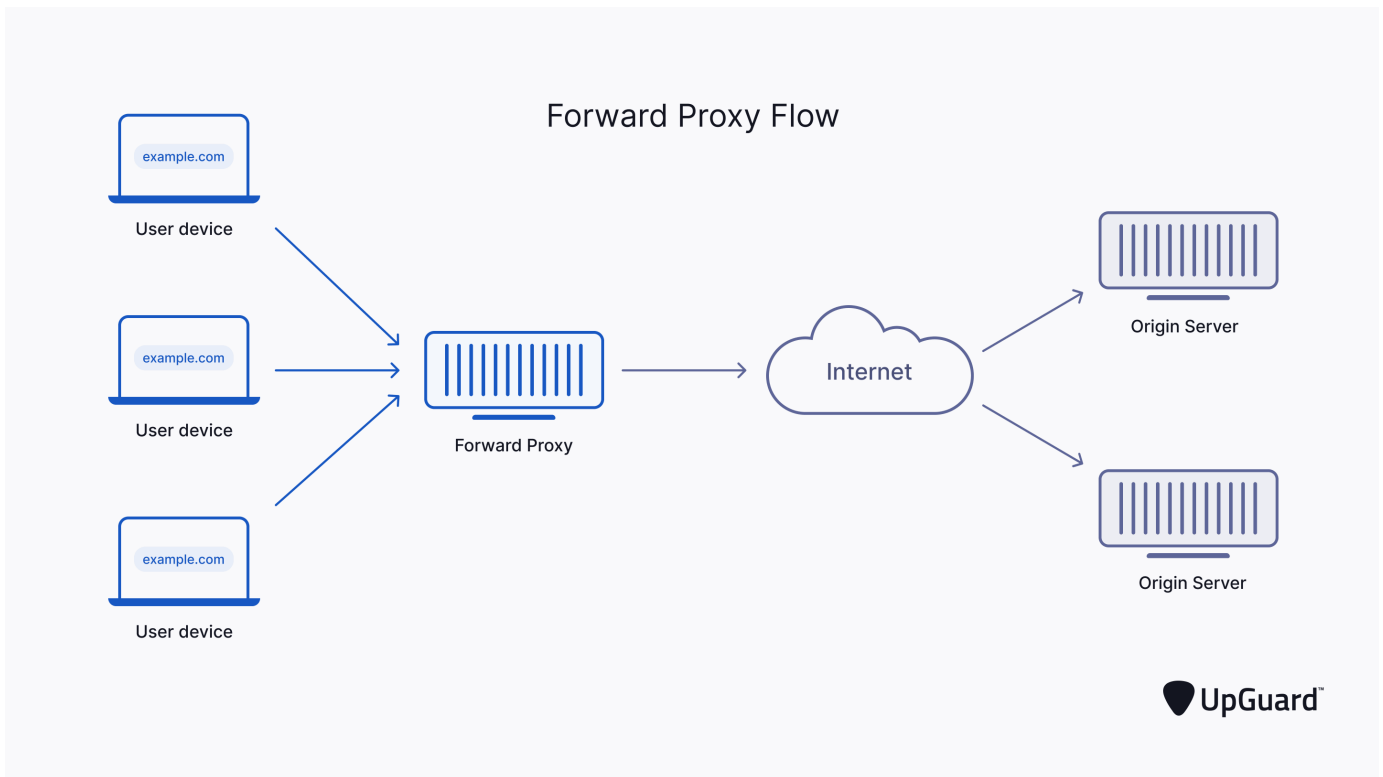 Forward Proxy Flow
example.com
User device
example.com
User device
example.com
User device
Forward Proxy
Internet
Origin Server
Origin Server
UpGuard™